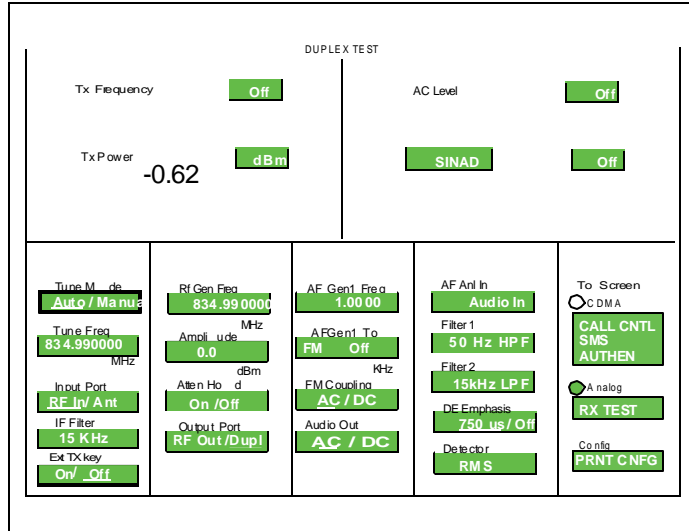 DUPLEX TEST
Tx Frequency
Off
AC Level
Off
Tx Power
-0.62
dBm
SINAD
Off
Tune M de
Auto / Manua
Tune Freq
834.990000
MHz
Input Port
RF In/ Ant
IF Filter
15 KHz
Ext TX key
On/ Off
Rf Gen Freq
834.990000
MHz
Ampli ude
0.0
dBm
Atten Ho d
On /Off
Output Port
RF Out /Dupl
AF Gen1 Freq
1.0000
AFGen1 To
FM Off
KHz
FM Coupling
AC / DC
Audio Out
AC / DC
AF Anl In
Audio In
Filter 1
50 Hz HPF
Filter 2
15kHz LPF
DE Emphasis
750 us / Off
Detector
RMS
To Screen
CDMA
CALL CNTL
SMS
AUTHEN
Analog
RX TEST
Config
PRNT CNFG